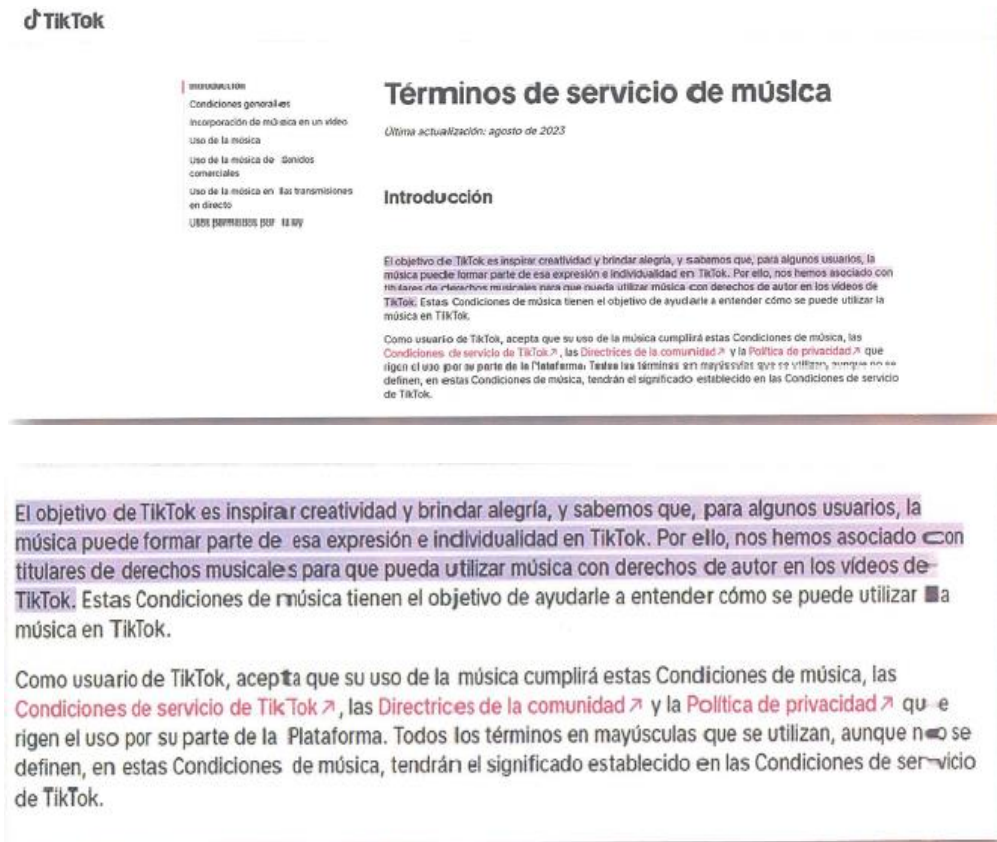 TikTok
Introducción
Condiciones generales
Incorporación de música en un vídeo
Uso de la música
Uso de la música de Sonidos
comerciales
Uso de la música en las transmisiones
en directo
Usos permitidos por la ley
Términos de servicio de música
Última actualización: agosto de 2023
Introducción
El objetivo de TikTok es inspirar creatividad y brindar alegría, y sabemos que, para algunos usuarios, la
música puede formar parte de esa expresión e individualidad en TikTok. Por ello, nos hemos asociado con
titulares de derechos musicales para que pueda utilizar música con derechos de autor en los vídeos de
TikTok. Estas Condiciones de música tienen el objetivo de ayudarle a entender cómo se puede utilizar la
música en TikTok.
Como usuario de TikTok, acepta que su uso de la música cumplirá estas Condiciones de música, las
Condiciones de servicio de TikTok↗, las Directrices de la comunidad↗ y la Política de privacidad↗ que
rigen el uso por su parte de la Plataforma. Todos los términos en mayúsculas que se utilizan, aunque no se
definen, en estas Condiciones de música, tendrán el significado establecido en las Condiciones de servicio
de TikTok.
El objetivo de TikTok es inspirar creatividad y brindar alegría, y sabemos que, para algunos usuarios, la
música puede formar parte de esa expresión e individualidad en TikTok. Por ello, nos hemos asociado con
titulares de derechos musicales para que pueda utilizar música con derechos de autor en los vídeos de
TikTok. Estas Condiciones de música tienen el objetivo de ayudarle a entender cómo se puede utilizar la
música en TikTok.
Como usuario de TikTok, acepta que su uso de la música cumplirá estas Condiciones de música, las
Condiciones de servicio de TikTok↗, las Directrices de la comunidad↗ y la Política de privacidad↗ que
rigen el uso por su parte de la Plataforma. Todos los términos en mayúsculas que se utilizan, aunque no se
definen, en estas Condiciones de música, tendrán el significado establecido en las Condiciones de servicio
de TikTok.